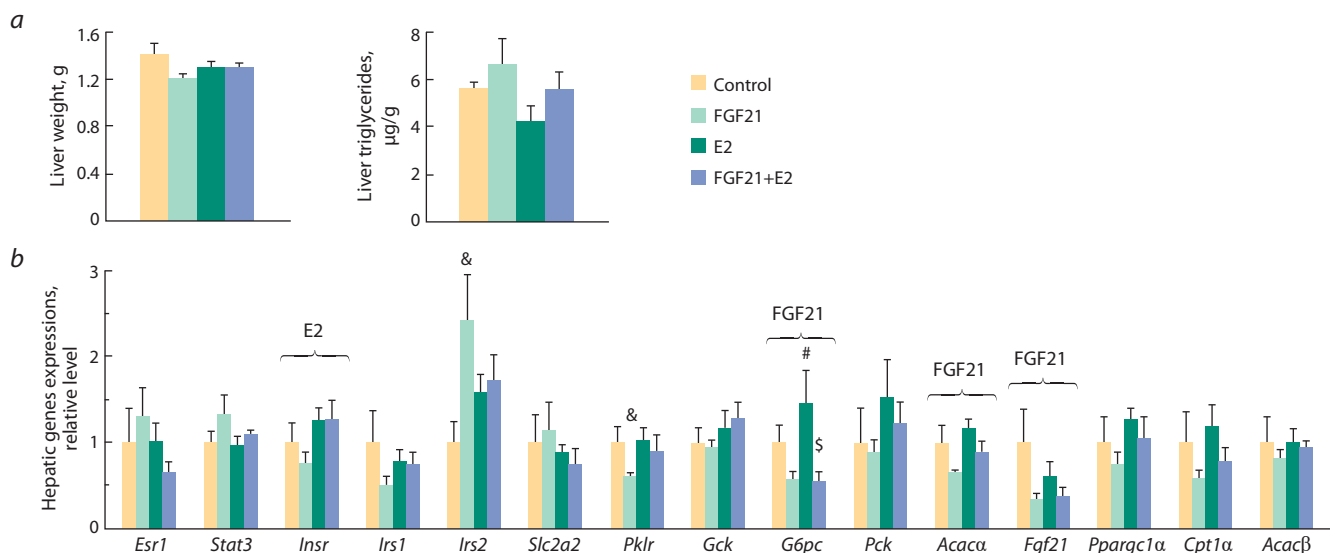 a
1.6
1.2
0.8
0.4
0
Liver weight, g
8
6
4
2
0
Liver triglycerides,
µg/g
Control
FGF21
E2
FGF21+E2
b
3
2
1
0
Hepatic genes expressions,
relative level
E2
&
&
FGF21
#
$
FGF21
FGF21
Esr1 Stat3 Insr Irs1 Irs2 Slc2a2 Pklr Gck G6pc Pck Acacα Fgf21 Ppargc1α Cpt1α Acacβ